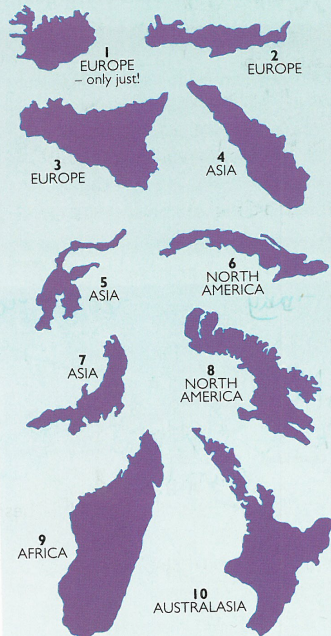 1
EUROPE
– only just!
2
EUROPE
3
EUROPE
4
ASIA
5
ASIA
6
NORTH
AMERICA
7
ASIA
8
NORTH
AMERICA
9
AFRICA
10
AUSTRALASIA